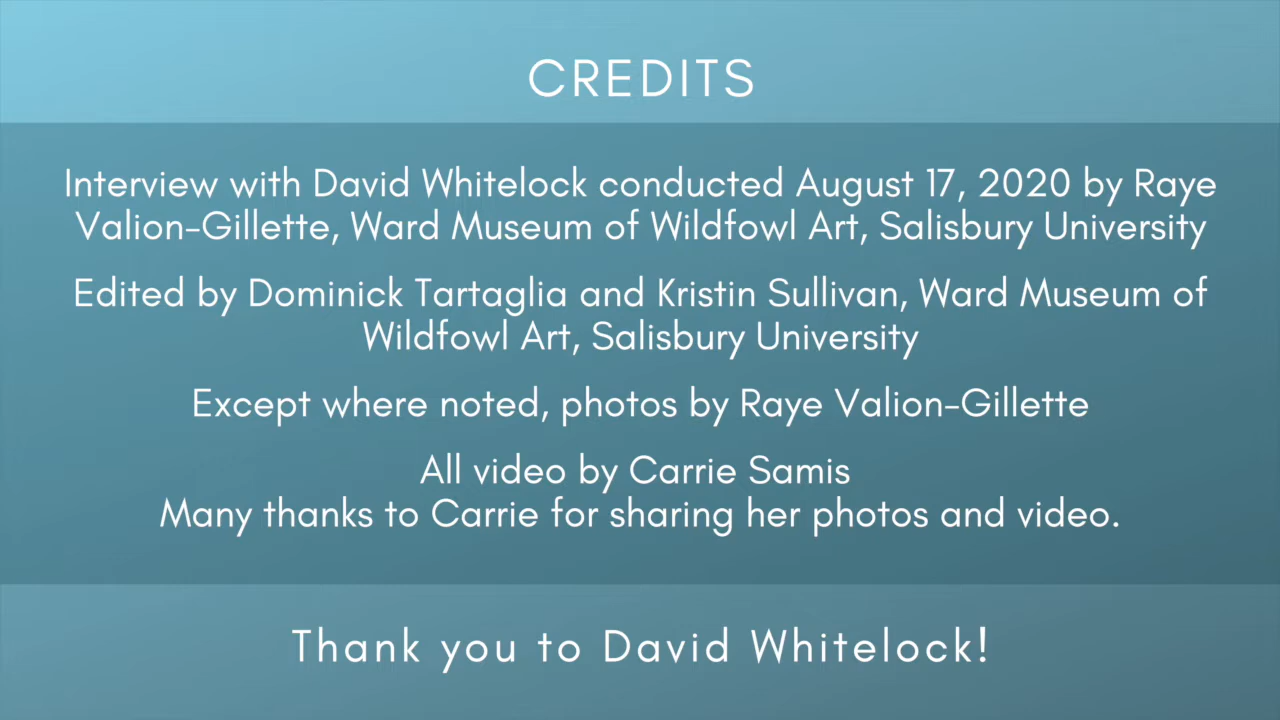 CREDITS
Interview with David Whitelock conducted August 17, 2020 by Raye
Valion-Gillette, Ward Museum of Wildfowl Art, Salisbury University
Edited by Dominick Tartaglia and Kristin Sullivan, Ward Museum of
Wildfowl Art, Salisbury University
Except where noted, photos by Raye Valion-Gillette
All video by Carrie Samis
Many thanks to Carrie for sharing her photos and video.
Thank you to David Whitelock!